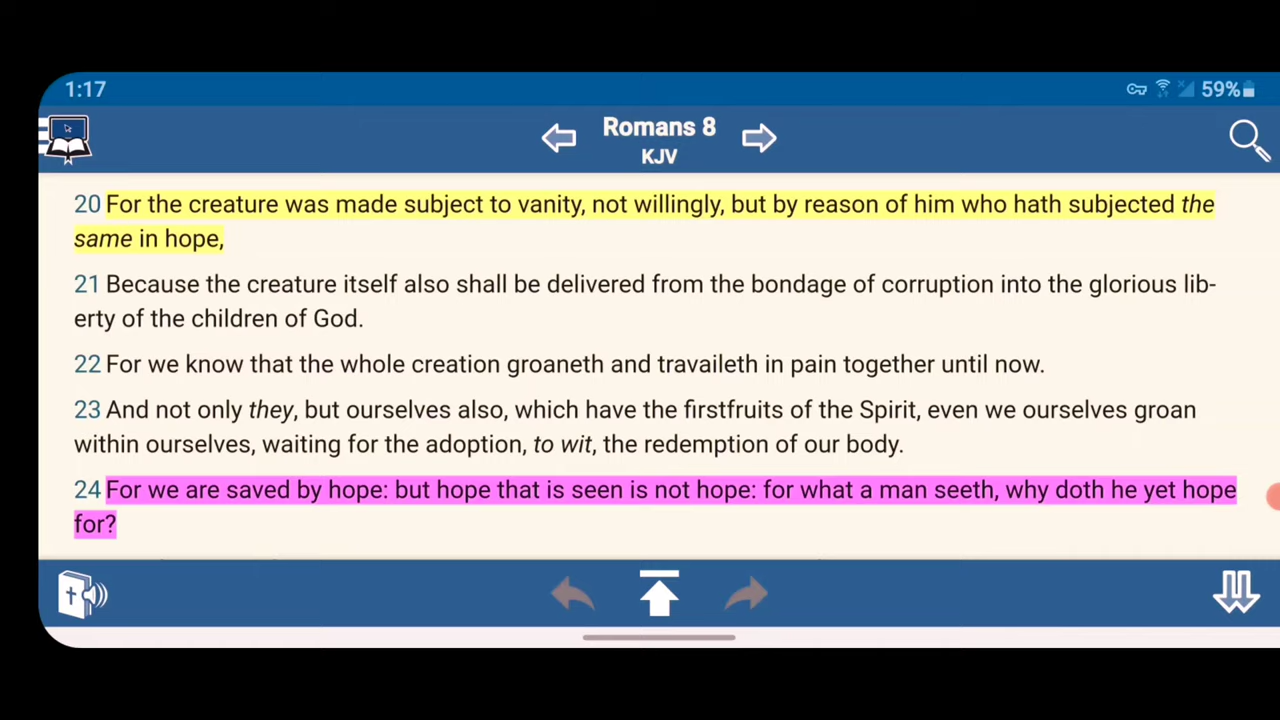 1:17
59%
Romans 8
KJV
20 For the creature was made subject to vanity, not willingly, but by reason of him who hath subjected the
same in hope,
21 Because the creature itself also shall be delivered from the bondage of corruption into the glorious lib-
erty of the children of God.
22 For we know that the whole creation groaneth and travaileth in pain together until now.
23 And not only they, but ourselves also, which have the firstfruits of the Spirit, even we ourselves groan
within ourselves, waiting for the adoption, to wit, the redemption of our body.
24 For we are saved by hope: but hope that is seen is not hope: for what a man seeth, why doth he yet hope
for?